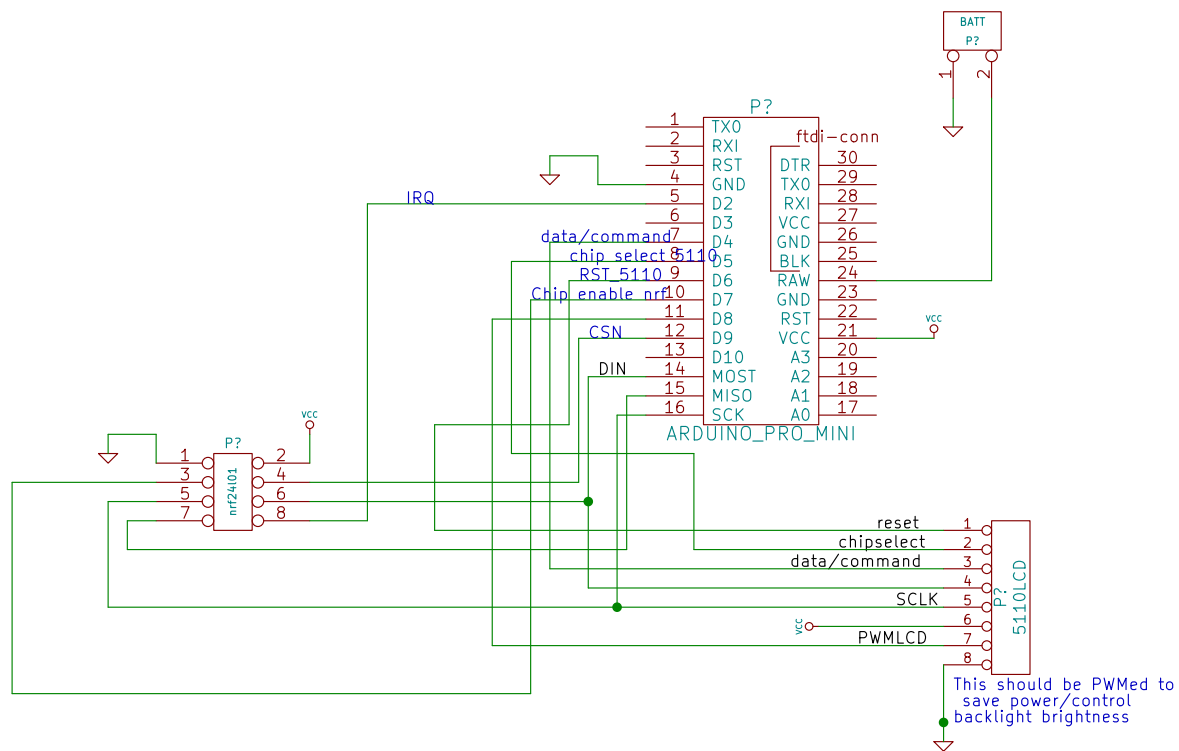 BATT
P?
1
2
P?
ftdi-conn
1 TX0
2 RXI
3 RST DTR 30
4 GND TX0 29
5 D2 RXI 28
IRQ
6 D3 VCC 27
data/command 7 D4 GND 26
chip select 5110 8 D5 BLK 25
RST_5110 9 D6 RAW 24
Chip enable nrf 10 D7 GND 23
11 D8 RST 22
CSN 12 D9 VCC 21
VCC
13 D10 A3 20
DIN 14 MOST A2 19
15 MISO A1 18
16 SCK A0 17
ARDUINO_PRO_MINI
VCC
P?
nrf24l01
1 2
3 4
5 6
7 8
reset 1
chipselect 2
data/command 3
4
SCLK 5
VCC 6
PWMLCD 7
8
P?
5110LCD
This should be PWMed to
save power/control
backlight brightness